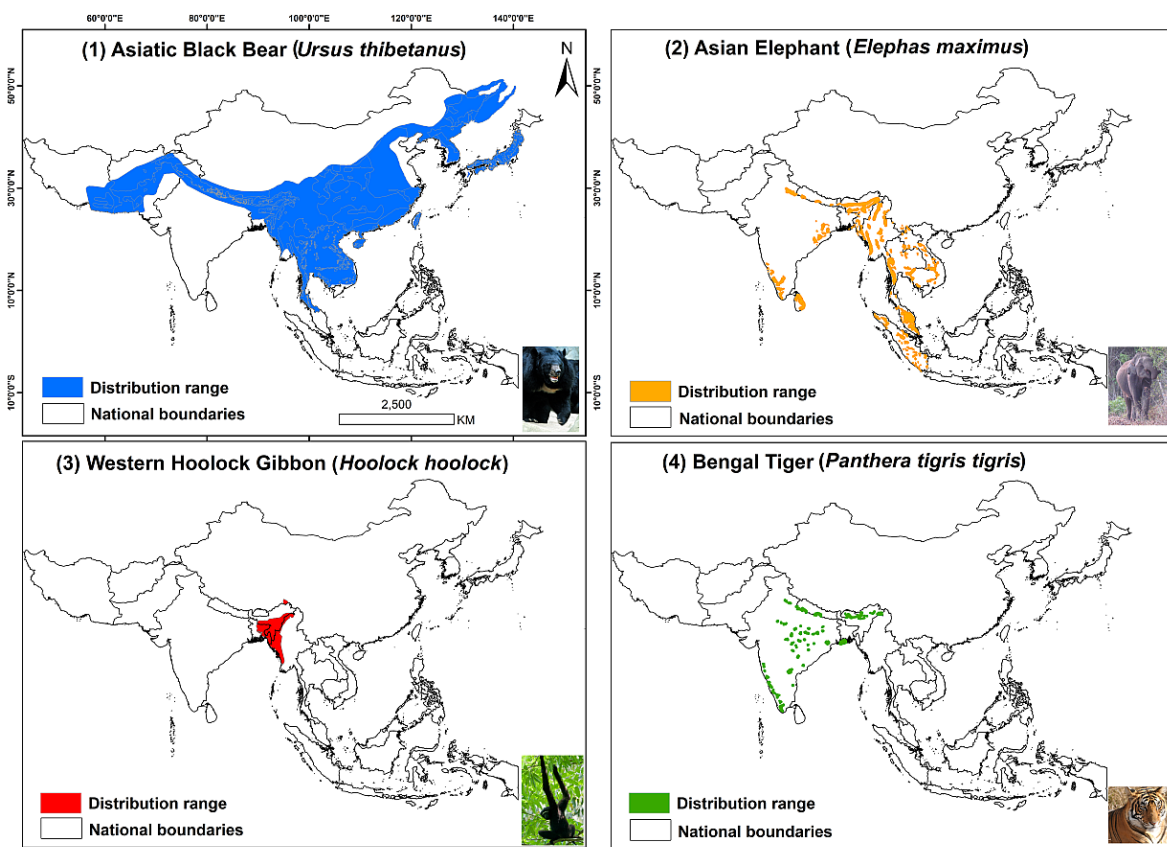 60°0'0"E 80°0'0"E 100°0'0"E 120°0'0"E 140°0'0"E
(1) Asiatic Black Bear (Ursus thibetanus)
N
50°0'0"N
30°0'0"N
10°0'0"N
10°0'0"S
Distribution range
National boundaries
2,500
KM
(2) Asian Elephant (Elephas maximus)
50°0'0"N
30°0'0"N
10°0'0"N
10°0'0"S
Distribution range
National boundaries
(3) Western Hoolock Gibbon (Hoolock hoolock)
Distribution range
National boundaries
(4) Bengal Tiger (Panthera tigris tigris)
Distribution range
National boundaries